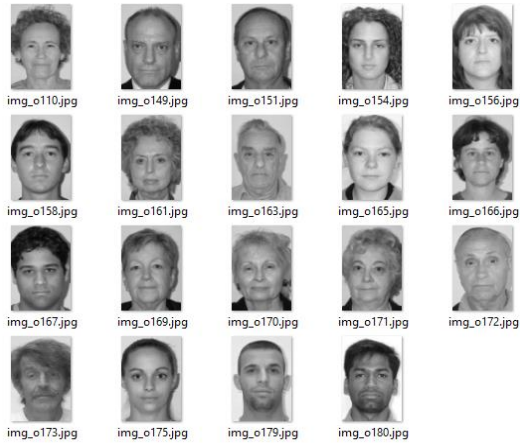 img_o110.jpg img_o149.jpg img_o151.jpg img_o154.jpg img_o156.jpg
img_o158.jpg img_o161.jpg img_o163.jpg img_o165.jpg img_o166.jpg
img_o167.jpg img_o169.jpg img_o170.jpg img_o171.jpg img_o172.jpg
img_o173.jpg img_o175.jpg img_o179.jpg img_o180.jpg